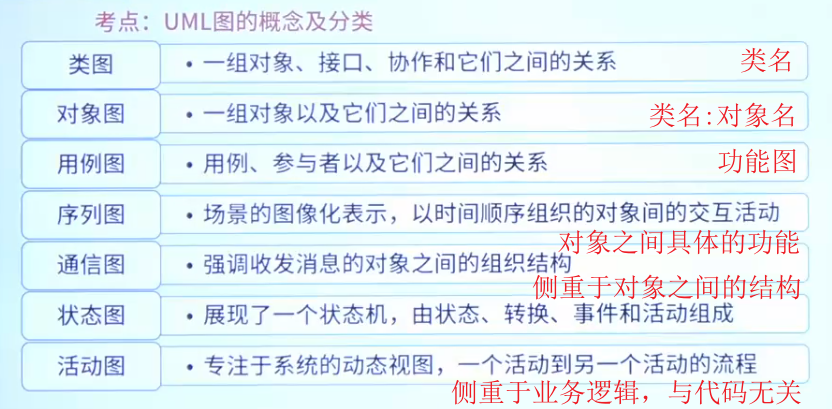 考点：UML图的概念及分类
类图 • 一组对象、接口、协作和它们之间的关系 类名
对象图 • 一组对象以及它们之间的关系 类名:对象名
用例图 • 用例、参与者以及它们之间的关系 功能图
序列图 • 场景的图像化表示，以时间顺序组织的对象间的交互活动
对象之间具体的功能
通信图 • 强调收发消息的对象之间的组织结构
侧重于对象之间的结构
状态图 • 展现了一个状态机，由状态、转换、事件和活动组成
活动图 • 专注于系统的动态视图，一个活动到另一个活动的流程
侧重于业务逻辑，与代码无关